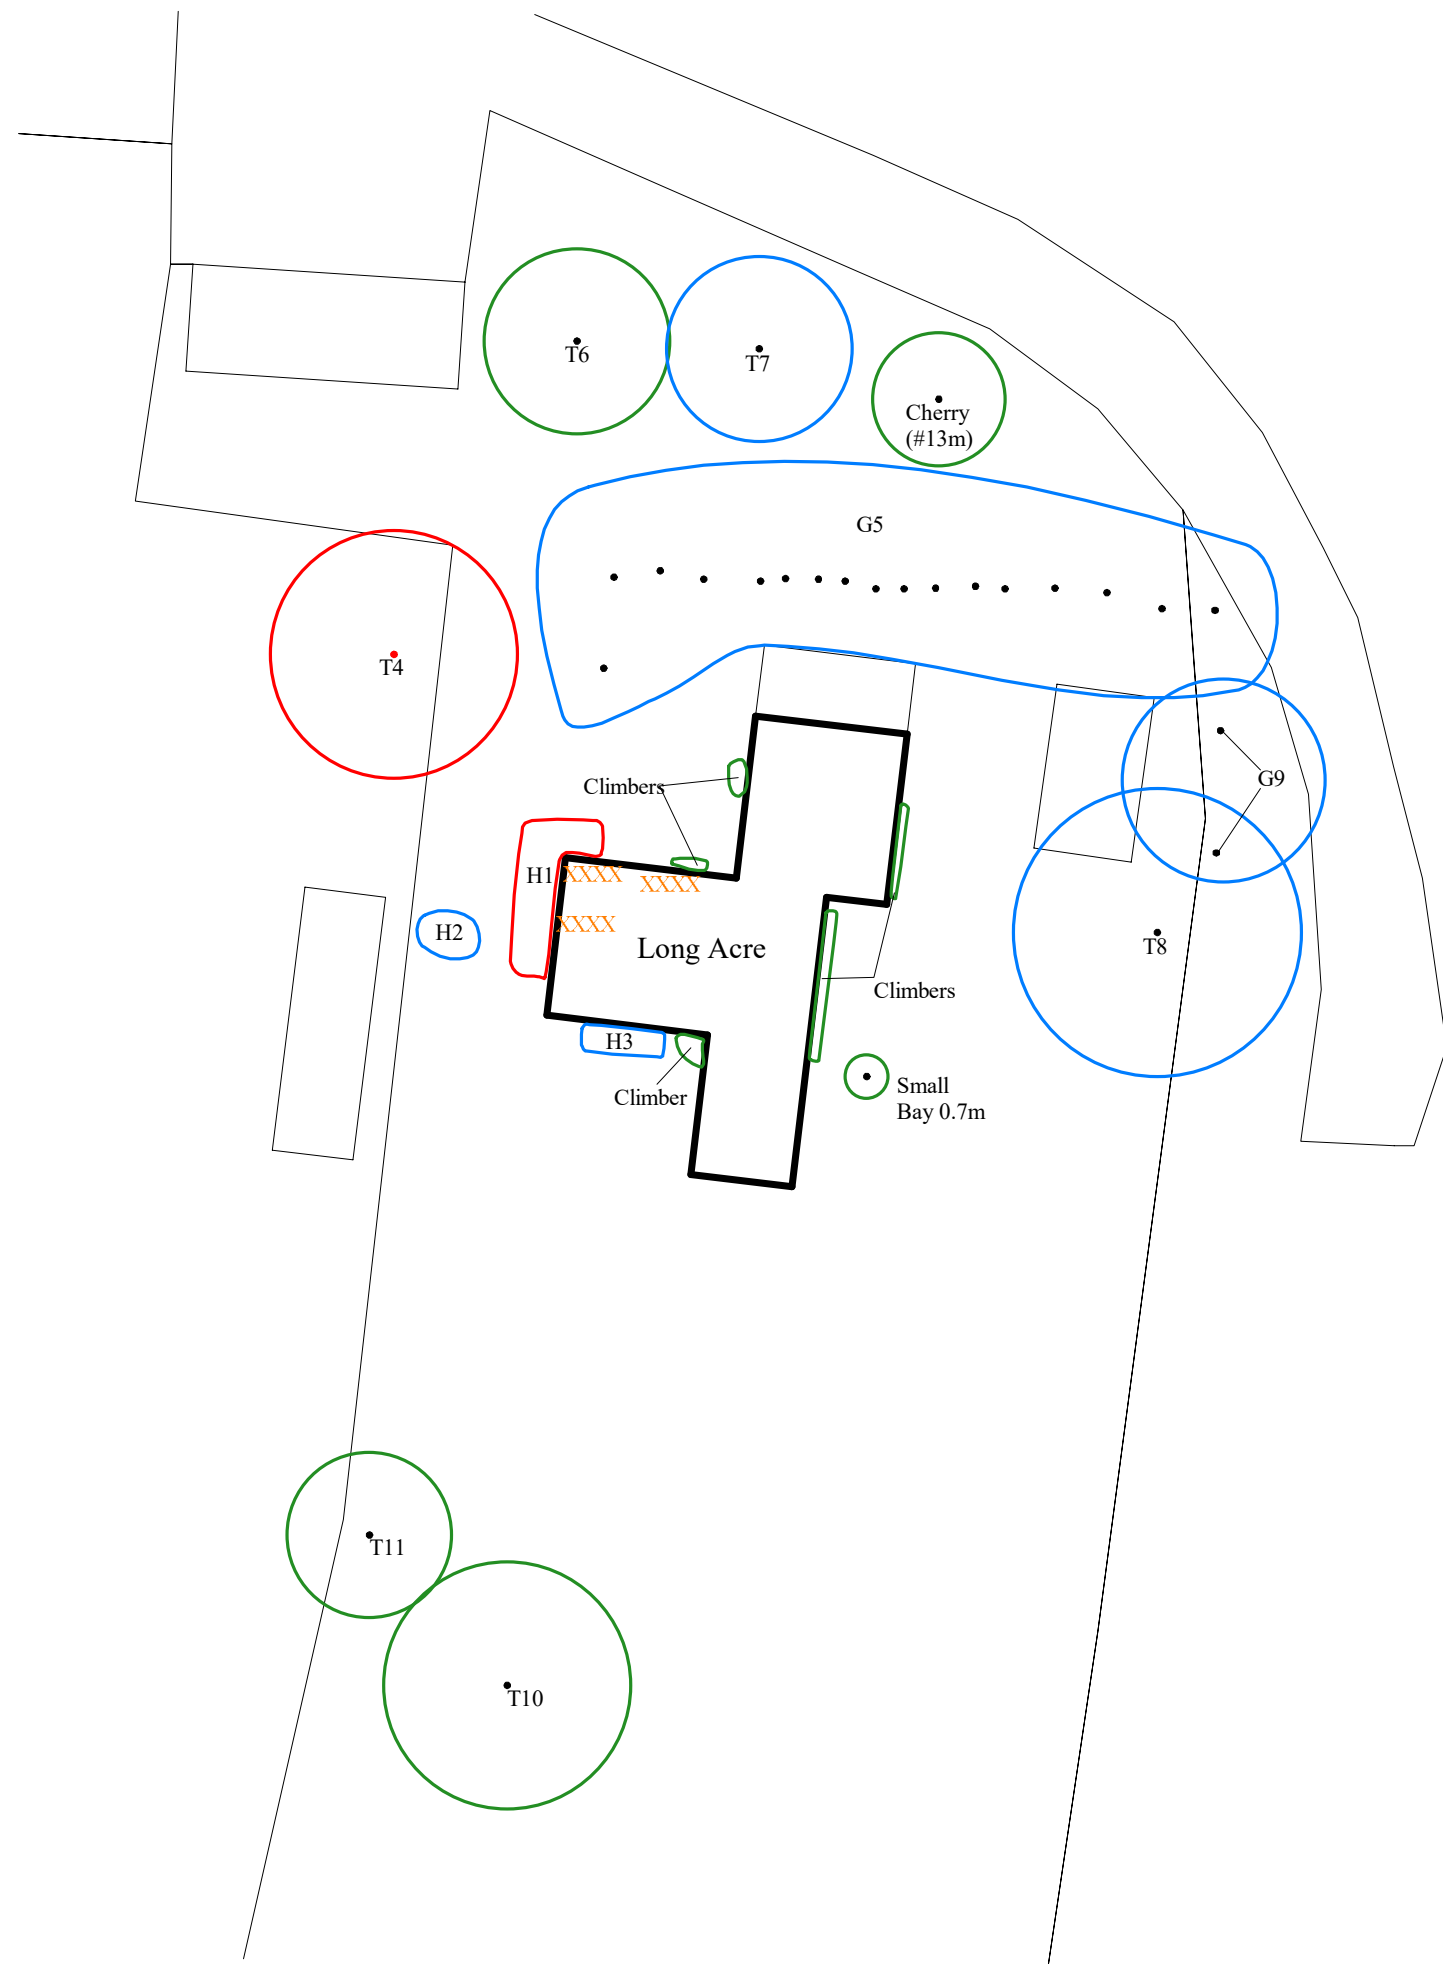 T6
T7
Cherry
(#13m)
G5
T4
G9
Climbers
H1
XXXX
XXXX
XXXX
H2
Long Acre
T8
Climbers
H3
Climber
Small
Bay 0.7m
T11
T10